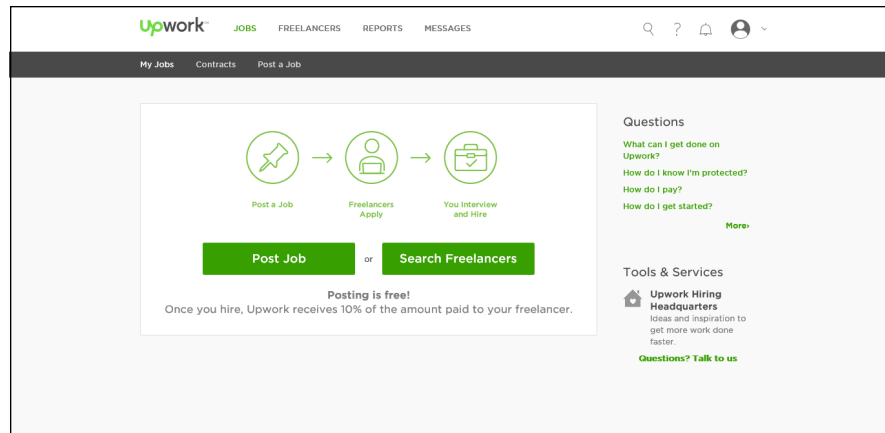 Upwork™ JOBS FREELANCERS REPORTS MESSAGES
My Jobs Contracts Post a Job
Post a Job
Freelancers
Apply
You Interview
and Hire
Post Job or Search Freelancers
Posting is free!
Once you hire, Upwork receives 10% of the amount paid to your freelancer.
Questions
What can I get done on
Upwork?
How do I know I'm protected?
How do I pay?
How do I get started?
More›
Tools & Services
Upwork Hiring
Headquarters
Ideas and inspiration to
get more work done
faster.
Questions? Talk to us